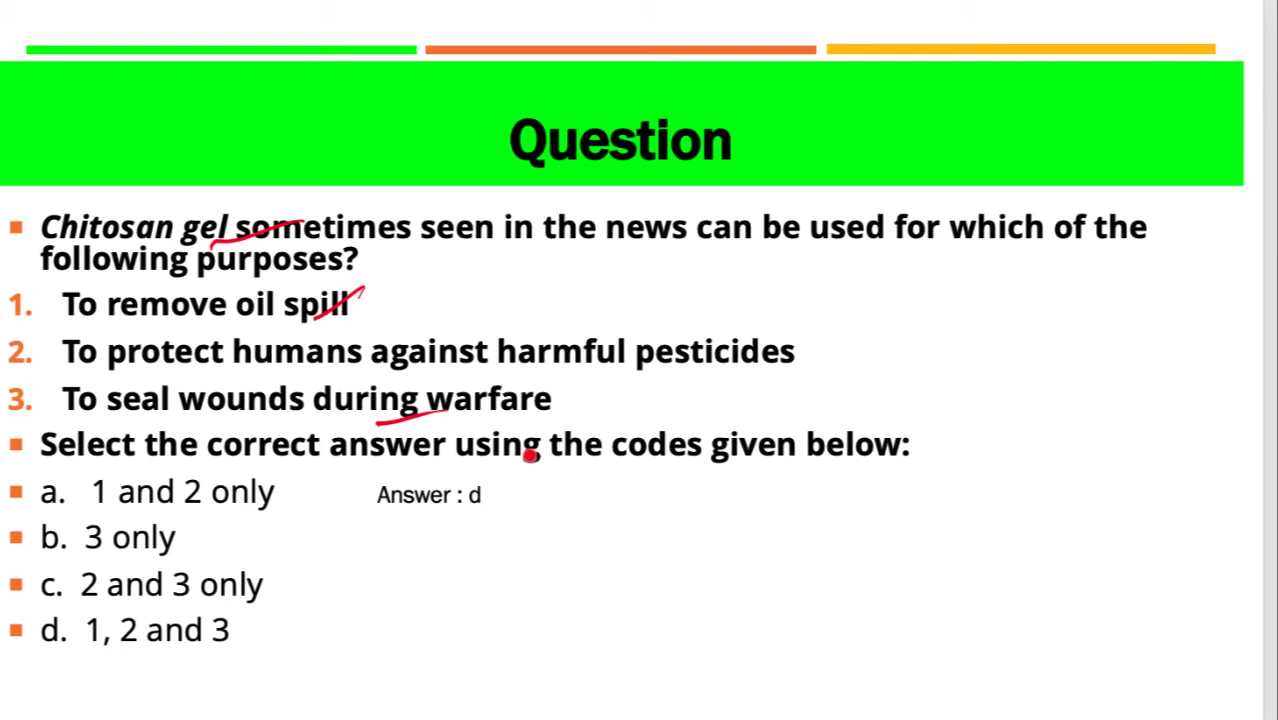 Question
Chitosan gel sometimes seen in the news can be used for which of the
following purposes?
1. To remove oil spill
2. To protect humans against harmful pesticides
3. To seal wounds during warfare
Select the correct answer using the codes given below:
a. 1 and 2 only
Answer : d
b. 3 only
c. 2 and 3 only
d. 1, 2 and 3